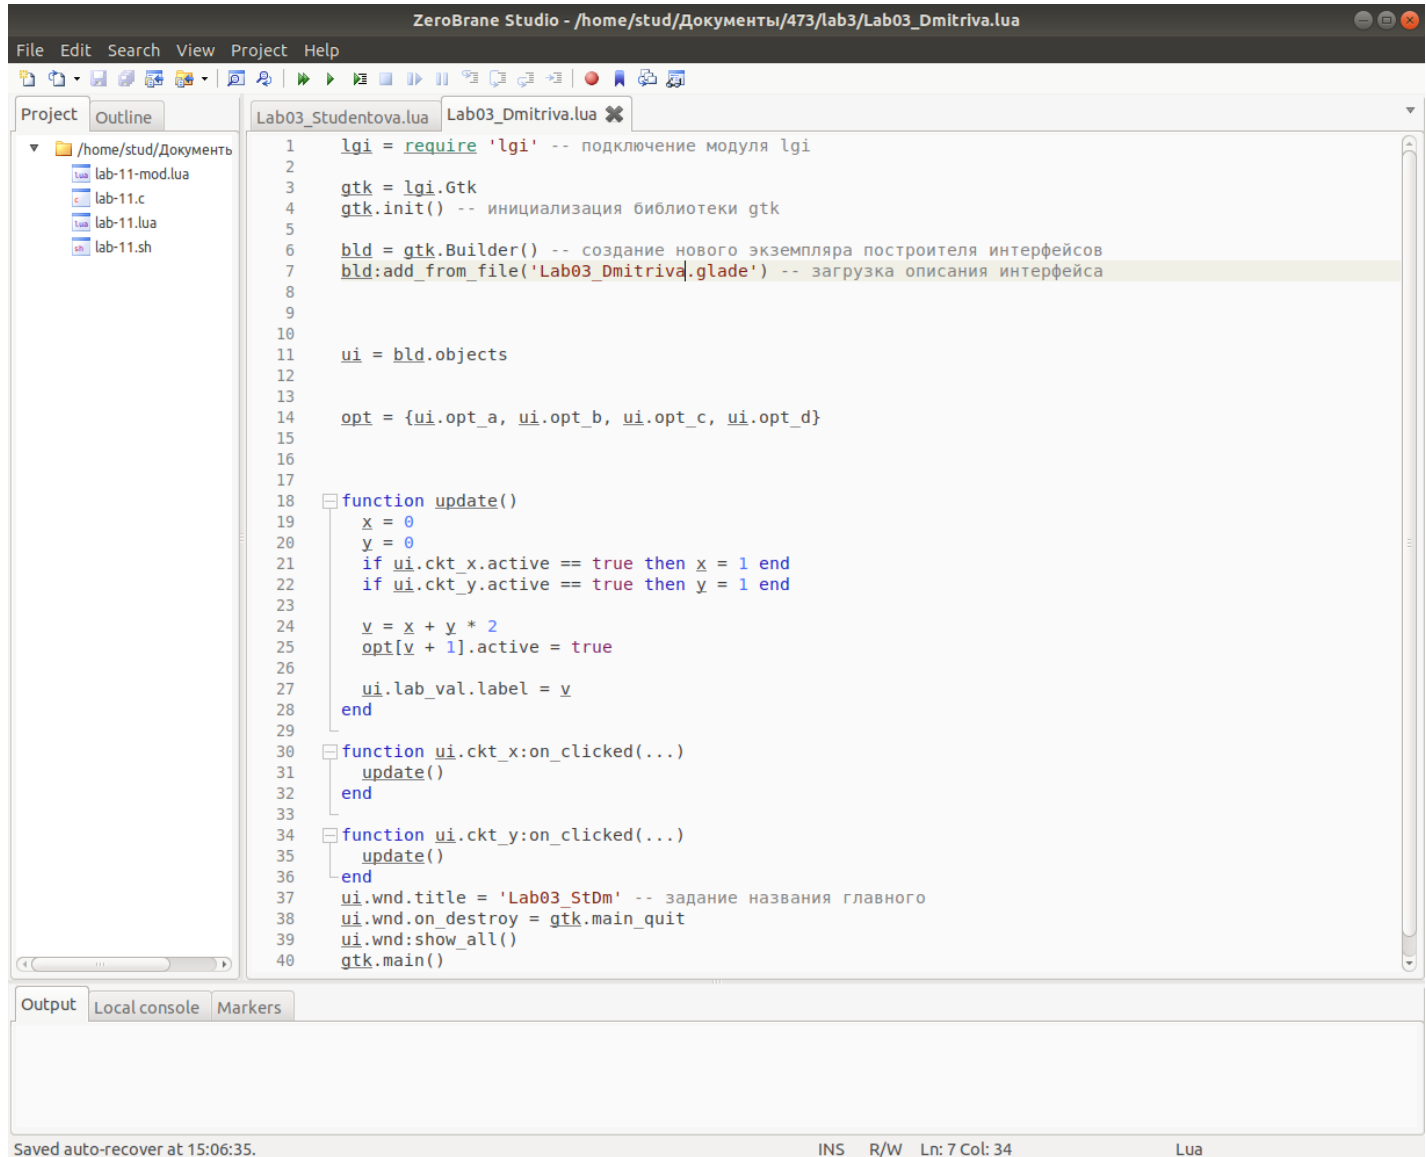 ZeroBrane Studio - /home/stud/Документы/473/lab3/Lab03_Dmitriva.lua
File Edit Search View Project Help
Project Outline
/home/stud/Документь
lab-11-mod.lua
lab-11.c
lab-11.lua
lab-11.sh
Lab03_Studentova.lua Lab03_Dmitriva.lua
1 lgi = require 'lgi' -- подключение модуля lgi
2
3 gtk = lgi.Gtk
4 gtk.init() -- инициализация библиотеки gtk
5
6 bld = gtk.Builder() -- создание нового экземпляра построителя интерфейсов
7 bld:add_from_file('Lab03_Dmitriva.glade') -- загрузка описания интерфейса
8
9
10
11 ui = bld.objects
12
13
14 opt = {ui.opt_a, ui.opt_b, ui.opt_c, ui.opt_d}
15
16
17
18 function update()
19 x = 0
20 y = 0
21 if ui.ckt_x.active == true then x = 1 end
22 if ui.ckt_y.active == true then y = 1 end
23
24 v = x + y * 2
25 opt[v + 1].active = true
26
27 ui.lab_val.label = v
28 end
29
30 function ui.ckt_x:on_clicked(...)
31 update()
32 end
33
34 function ui.ckt_y:on_clicked(...)
35 update()
36 end
37 ui.wnd.title = 'Lab03_StDm' -- задание названия главного
38 ui.wnd.on_destroy = gtk.main_quit
39 ui.wnd:show_all()
40 gtk.main()
Output Local console Markers
Saved auto-recover at 15:06:35. INS R/W Ln: 7 Col: 34 Lua